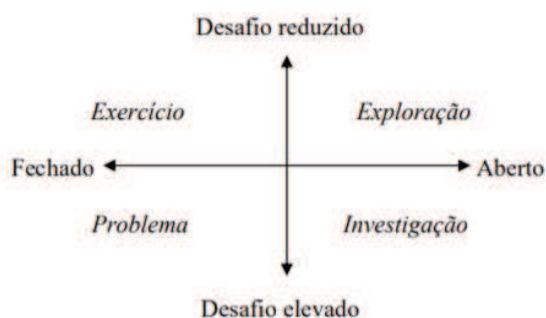 Desafio reduzido
Exercício Exploração
Fechado Aberto
Problema Investigação
Desafio elevado